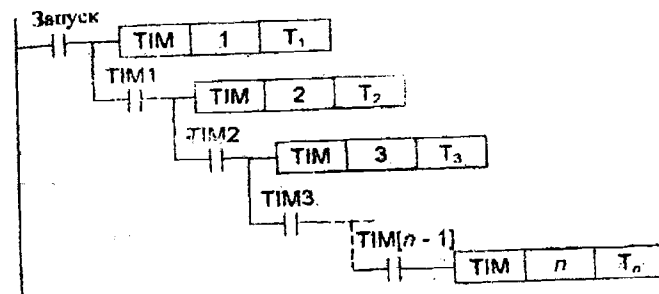 Запуск
TIM 1 T₁
TIM1
TIM 2 T₂
TIM2
TIM 3 T₃
TIM3
TIM[n - 1]
TIM n Tₙ